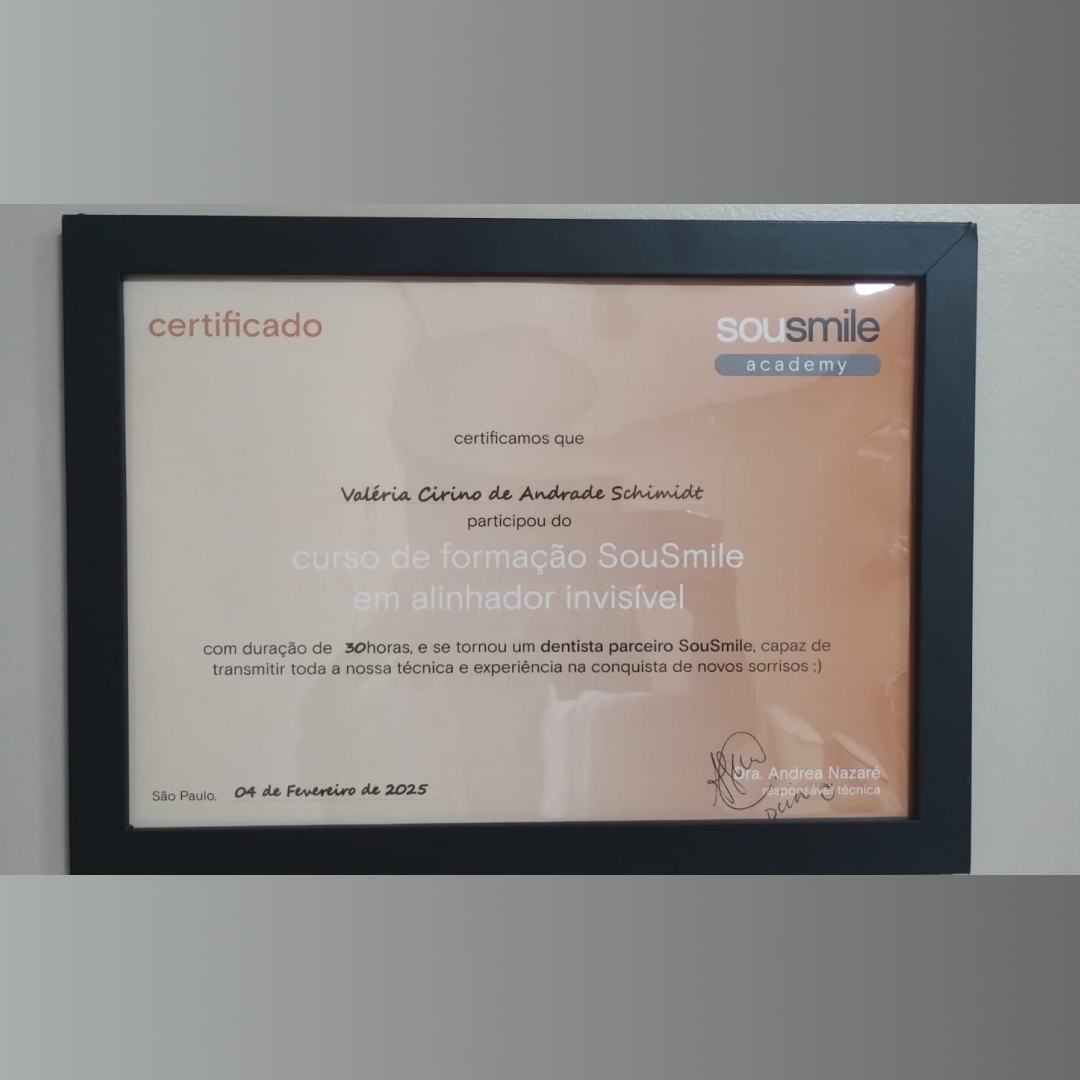 certificado
sousmile
academy
certificamos que
Valéria Cirino de Andrade Schimidt
participou do
curso de formação SouSmile
em alinhador invisível
com duração de 30horas, e se tornou um dentista parceiro SouSmile, capaz de
transmitir toda a nossa técnica e experiência na conquista de novos sorrisos ;)
Dra. Andrea Nazaré
responsável técnica
São Paulo, 04 de Fevereiro de 2025